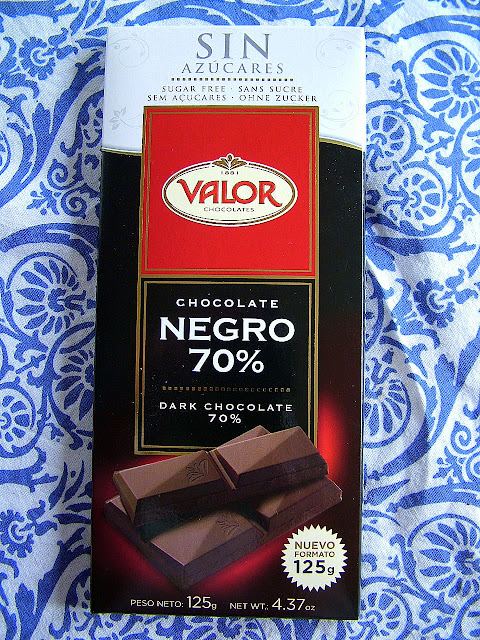 SIN
AZÚCARES
SUGAR FREE · SANS SUCRE
SEM AÇUCARES · OHNE ZUCKER
1881
VALOR
CHOCOLATES
CHOCOLATE
NEGRO
70%
DARK CHOCOLATE
70%
NUEVO
FORMATO
125g
PESO NETO: 125g NET WT.: 4.37oz